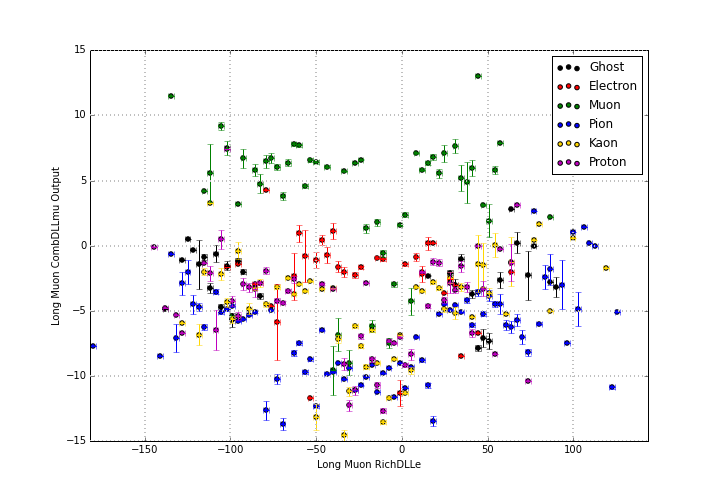 15
10
5
0
−5
−10
−15
−150
−100
−50
0
50
100
Long Muon CombDLLmu Output
Long Muon RichDLLe
Ghost
Electron
Muon
Pion
Kaon
Proton